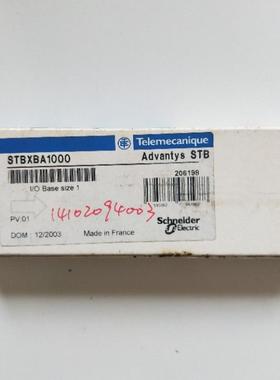 Telemecanique
STBXBA1000
Advantys STB
I/O Base size 1
206198
PV:01
14102094003
DOM : 12/2003
Made in France
Schneider
Electric